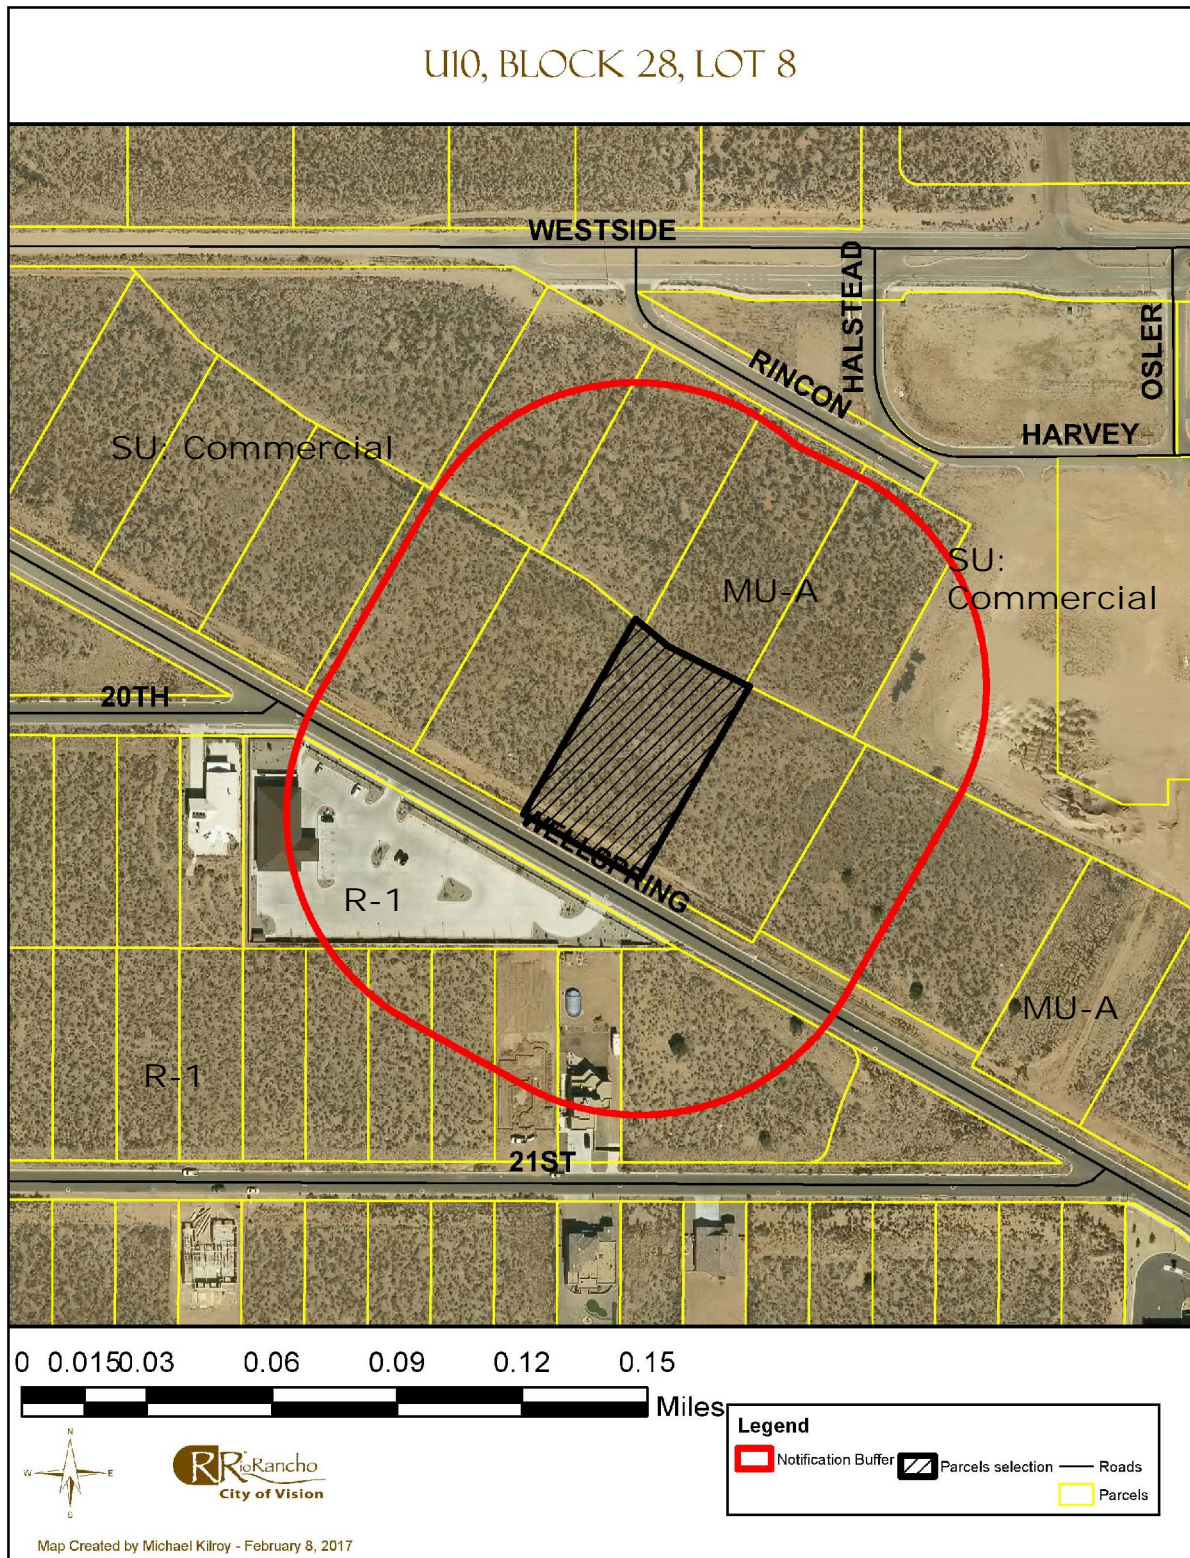 U10, BLOCK 28, LOT 8
WESTSIDE
HALSTEAD
OSLER
RINCON
HARVEY
SU: Commercial
SU:
Commercial
MU-A
20TH
WELLSPRING
R-1
MU-A
R-1
21ST
0 0.015 0.03 0.06 0.09 0.12 0.15
Miles
Legend
Notification Buffer
Parcels selection
Roads
Parcels
N
W
E
S
R RioRancho
City of Vision
Map Created by Michael Kilroy - February 8, 2017